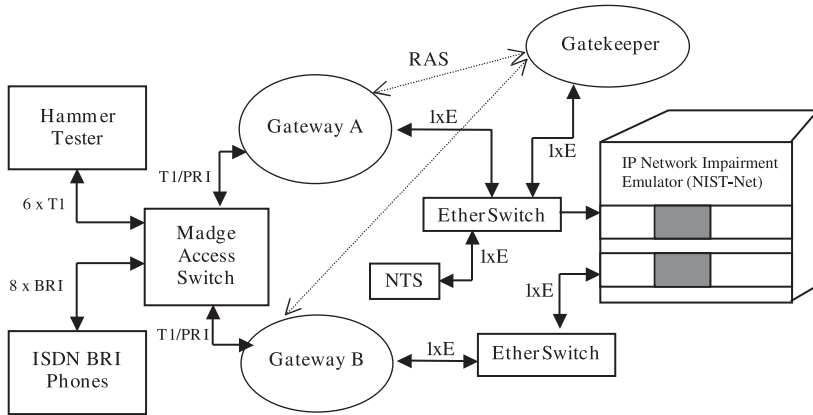 Gatekeeper
RAS
Hammer
Tester
Gateway A
1xE
1xE
IP Network Impairment
Emulator (NIST-Net)
T1/PRI
6 x T1
EtherSwitch
Madge
Access
Switch
1xE
NTS
8 x BRI
1xE
T1/PRI
ISDN BRI
Phones
Gateway B
1xE
EtherSwitch